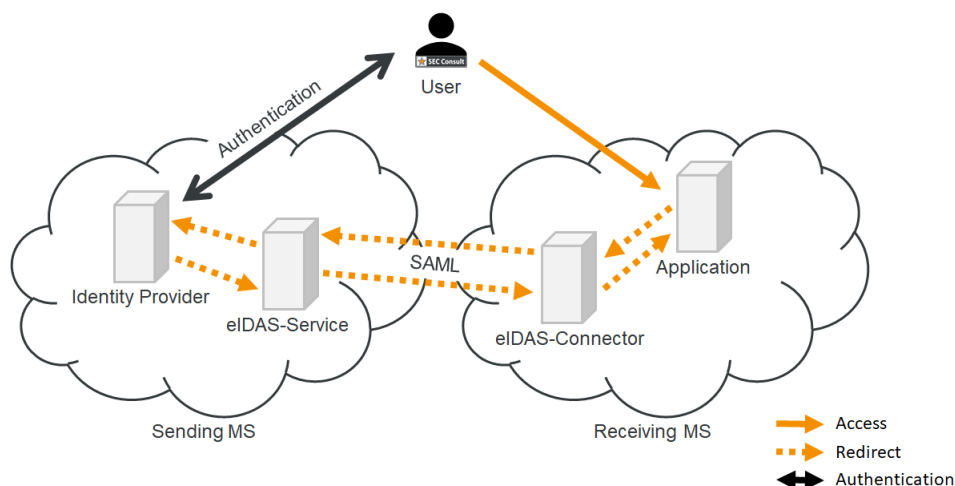 SEC Consult
User
Authentication
SAML
Application
Identity Provider
eIDAS-Service
eIDAS-Connector
Sending MS
Receiving MS
Access
Redirect
Authentication